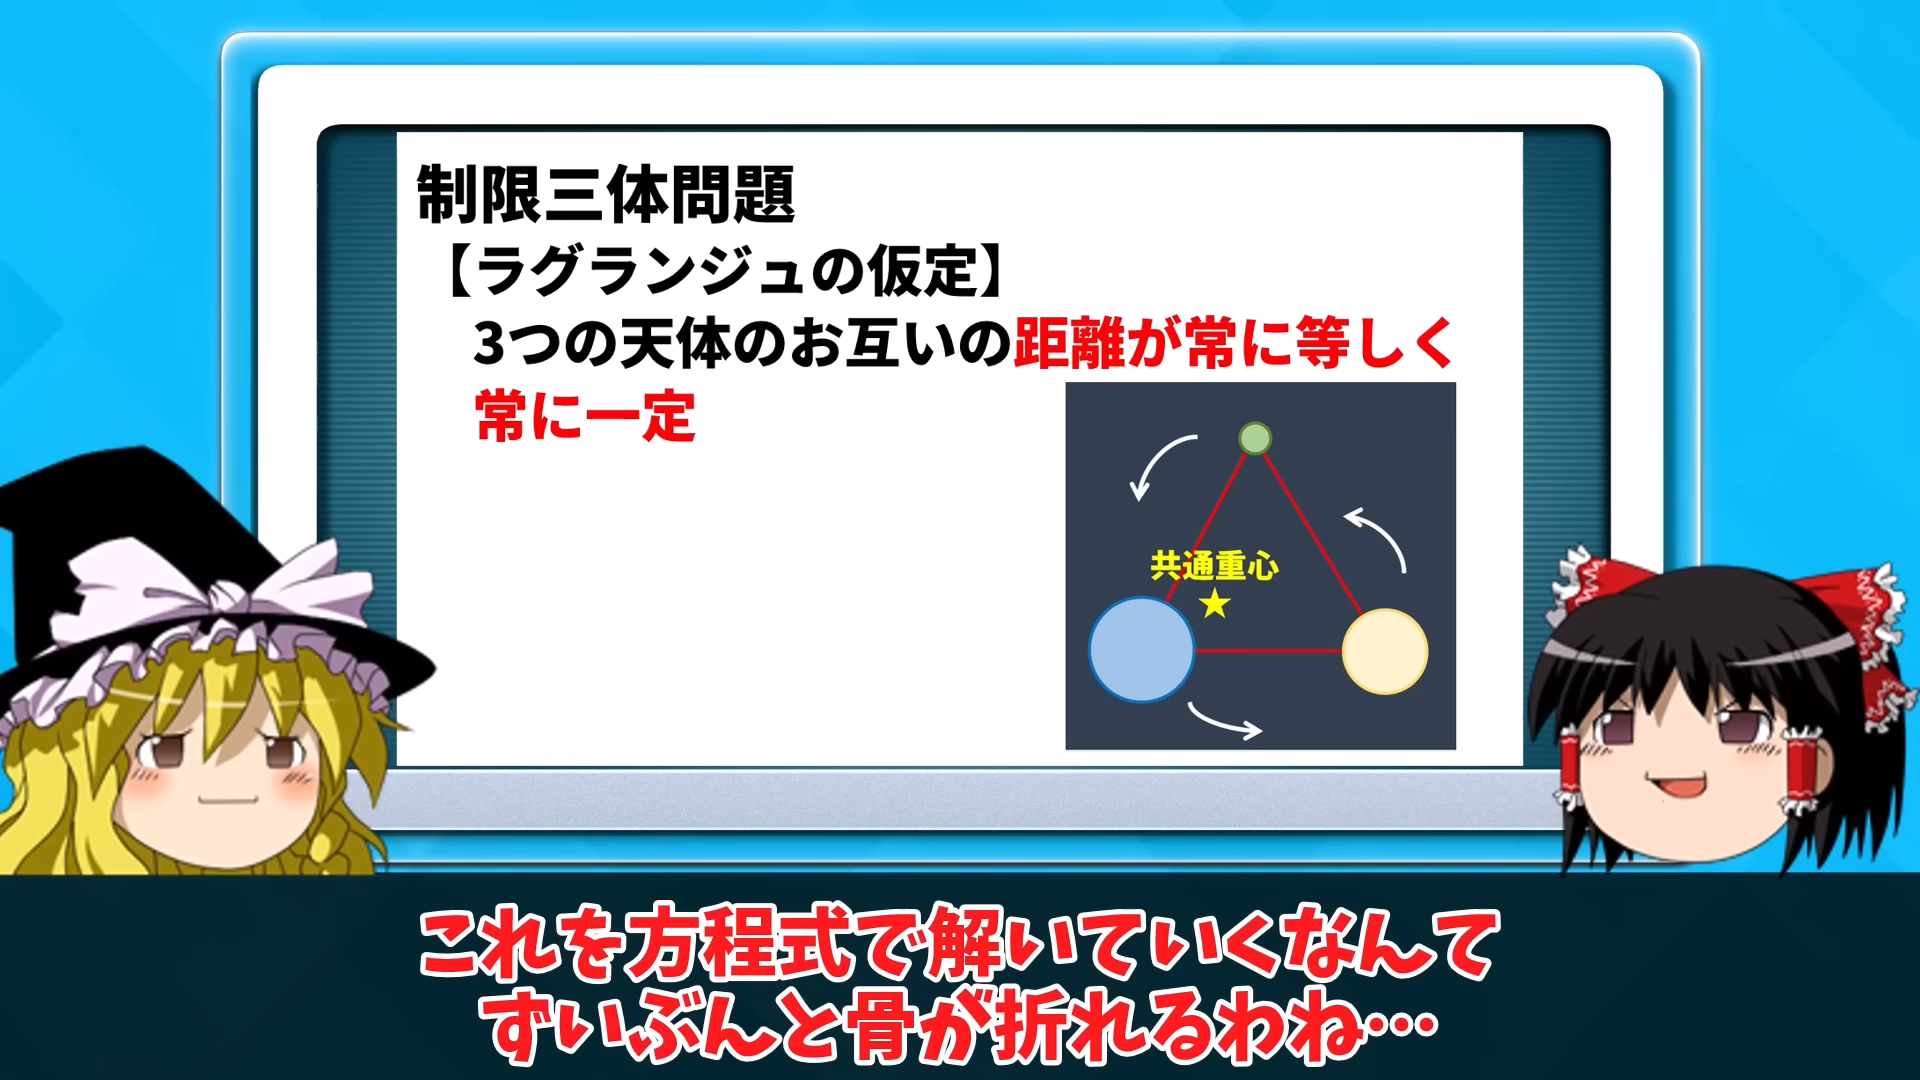 制限三体問題
【ラグランジュの仮定】
3つの天体のお互いの距離が常に等しく
常に一定
共通重心
これを方程式で解いていくなんて
ずいぶんと骨が折れるわね…